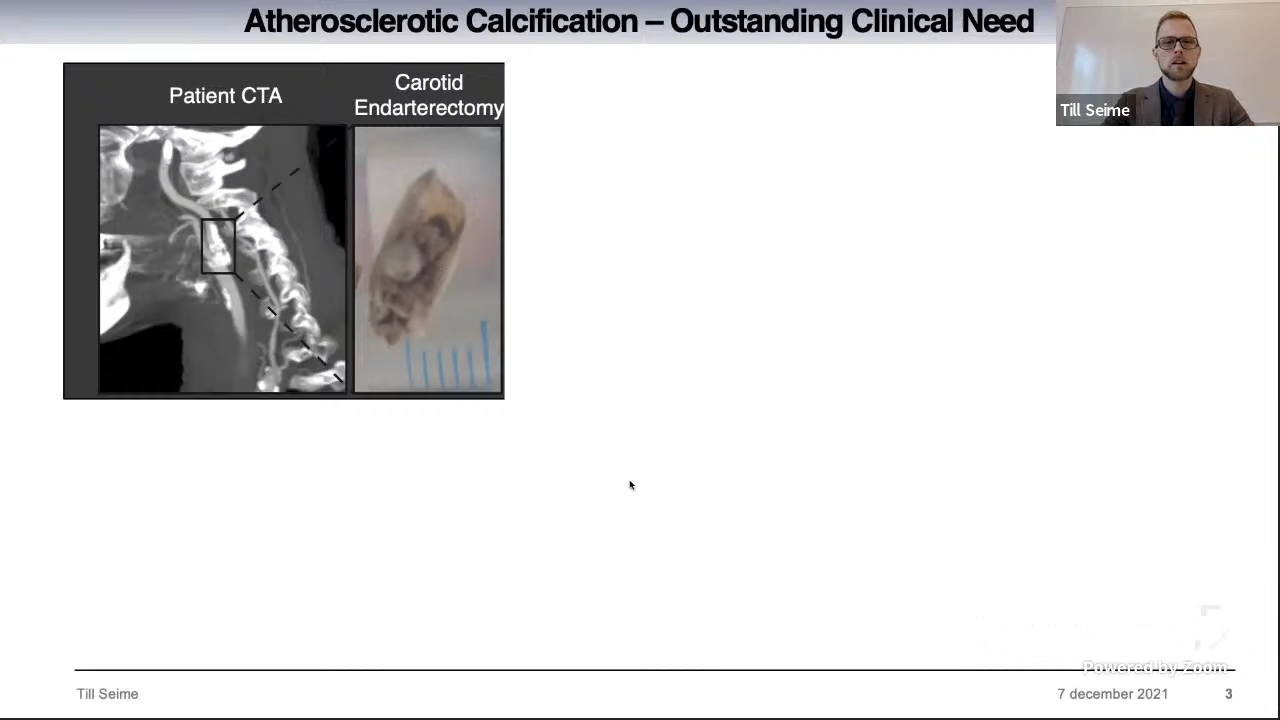 Atherosclerotic Calcification – Outstanding Clinical Need
Till Seime
Patient CTA
Carotid
Endarterectomy
Powered by Zoom
Till Seime
7 december 2021
3